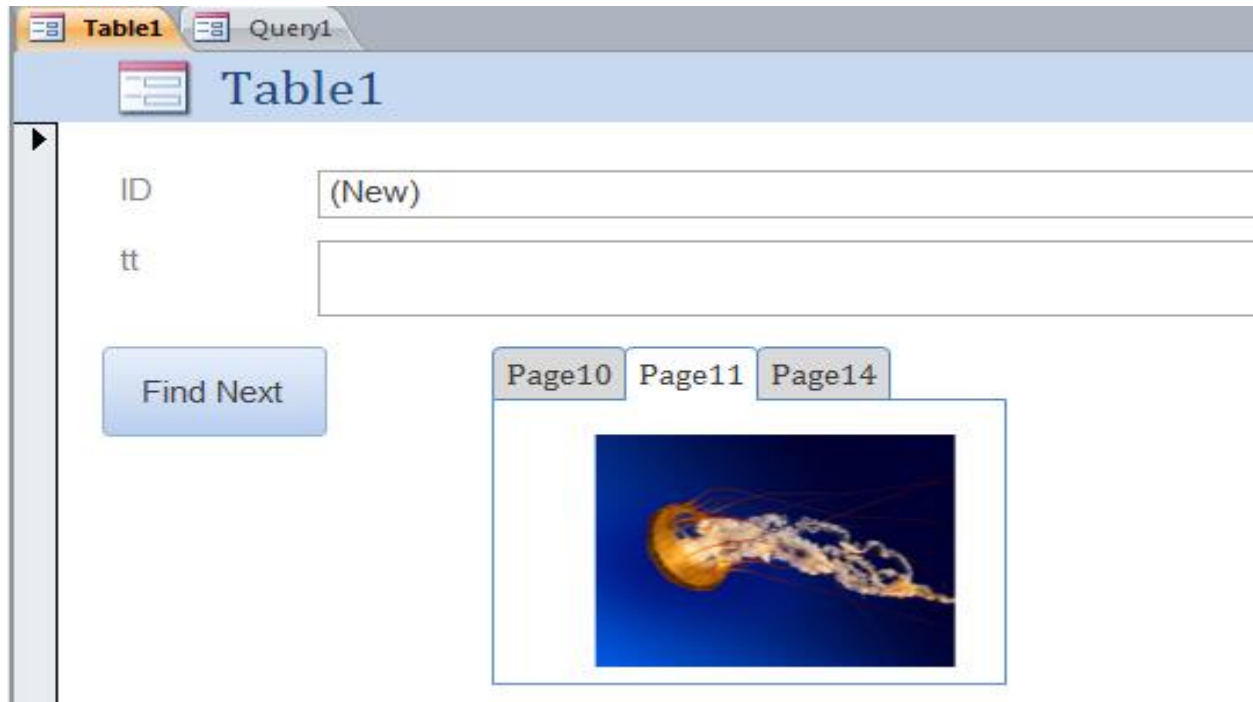 Table1 Query1
Table1
ID (New)
tt
Find Next
Page10 Page11 Page14